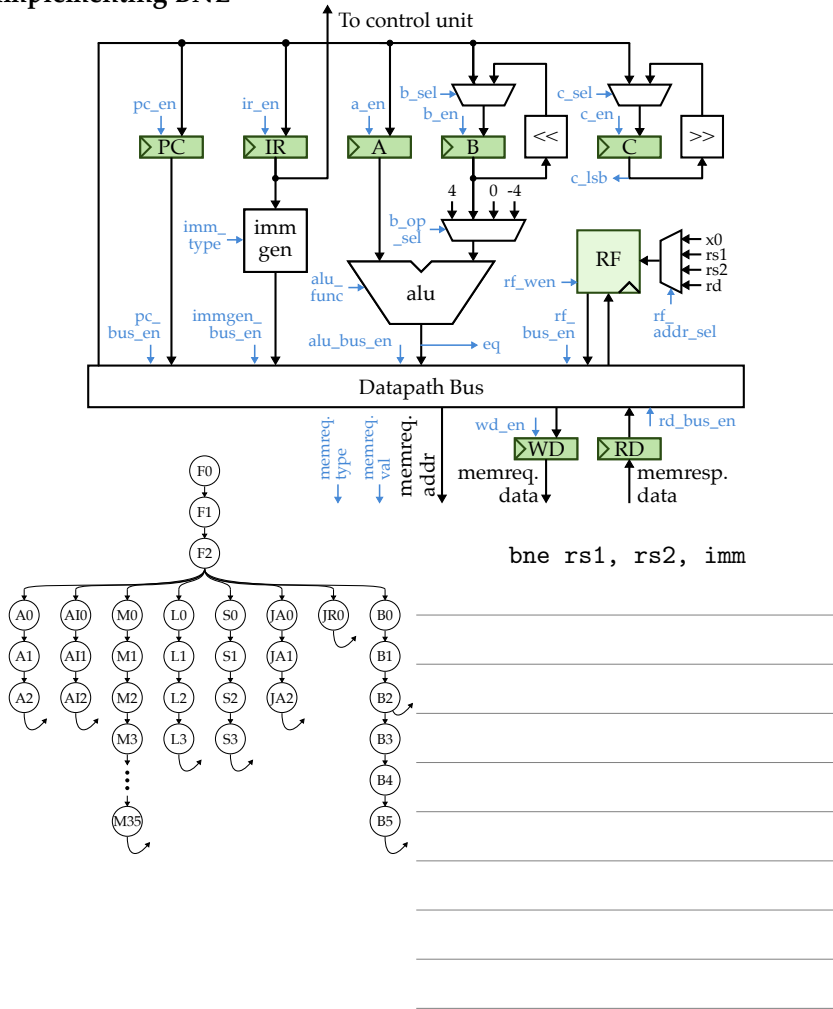 To control unit
pc_en
ir_en
a_en
b_sel
b_en
c_sel
c_en
PC
IR
A
B
<<
C
>>
c_lsb
4 0 -4
imm_
type
imm
gen
b_op
_sel
alu_
func
alu
rf_wen
RF
x0
rs1
rs2
rd
rf_
addr_sel
pc_
bus_en
immgen_
bus_en
alu_bus_en
eq
rf_
bus_en
Datapath Bus
memreq.
type
memreq.
val
memreq.
addr
wd_en
rd_bus_en
WD
RD
memreq.
data
memresp.
data
F0
F1
F2
bne rs1, rs2, imm
A0 AI0 M0 L0 S0 JA0 JR0 B0
A1 AI1 M1 L1 S1 JA1 B1
A2 AI2 M2 L2 S2 JA2 B2
M3 L3 S3 B3
B4
M35 B5